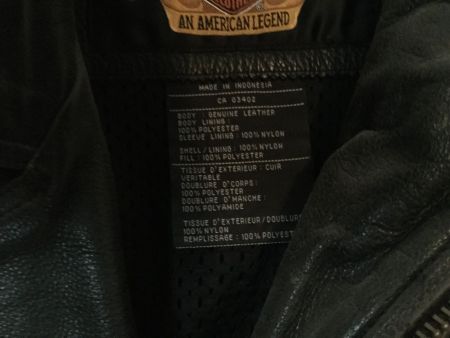 AN AMERICAN LEGEND
MADE IN INDONESIA
CA 03402
BODY : GENUINE LEATHER
BODY LINING :
100% POLYESTER
SLEEVE LINING : 100% NYLON
SHELL / LINING : 100% NYLON
FILL : 100% POLYESTER
TISSUE D'EXTERIEUR : CUIR
VERITABLE
DOUBLURE D'CORPS :
100% POLYESTER
DOUBLURE D'MANCHE :
100% POLYAMIDE
TISSUE D'EXTERIEUR / DOUBLUR
100% NYLON
REMPLISSAGE : 100% POLYEST